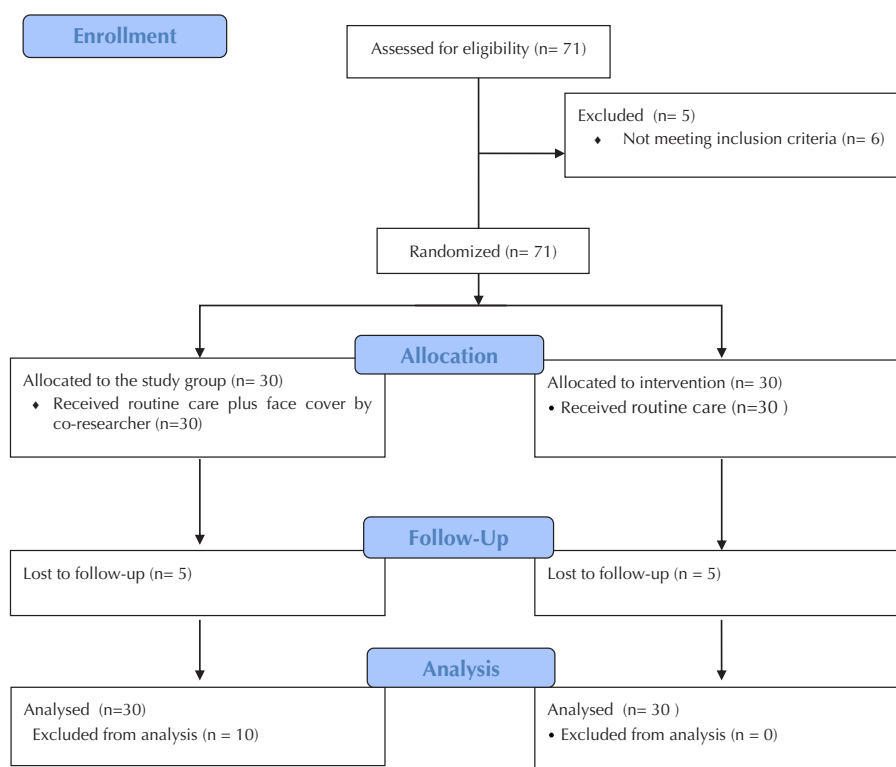 Enrollment
Assessed for eligibility (n= 71)
Excluded (n= 5)
♦ Not meeting inclusion criteria (n= 6)
Randomized (n= 71)
Allocation
Allocated to the study group (n= 30)
♦ Received routine care plus face cover by
co-researcher (n=30)
Allocated to intervention (n= 30)
• Received routine care (n=30 )
Follow-Up
Lost to follow-up (n= 5)
Lost to follow-up (n = 5)
Analysis
Analysed (n=30)
Excluded from analysis (n = 10)
Analysed (n= 30 )
• Excluded from analysis (n = 0)